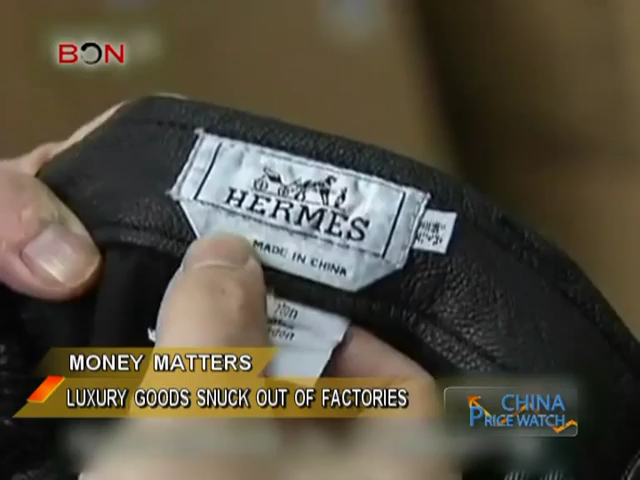 BON
HERMES
MADE IN CHINA
MONEY MATTERS
LUXURY GOODS SNUCK OUT OF FACTORIES
CHINA
PRICE WATCH